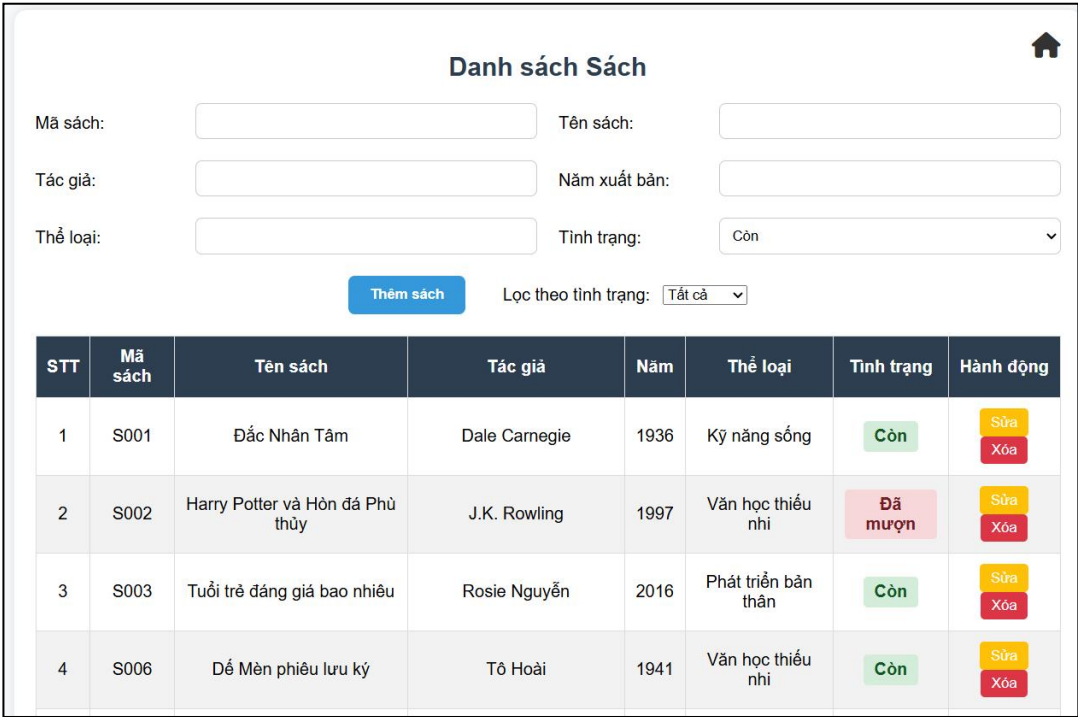 Danh sách Sách
Mã sách:
Tên sách:
Tác giả:
Năm xuất bản:
Thể loại:
Tình trạng:
Còn
Thêm sách
Lọc theo tình trạng:
Tất cả
STT
Mã
sách
Tên sách
Tác giả
Năm
Thể loại
Tình trạng
Hành động
1
S001
Đắc Nhân Tâm
Dale Carnegie
1936
Kỹ năng sống
Còn
Sửa
Xóa
2
S002
Harry Potter và Hòn đá Phù
thủy
J.K. Rowling
1997
Văn học thiếu
nhi
Đã
mượn
Sửa
Xóa
3
S003
Tuổi trẻ đáng giá bao nhiêu
Rosie Nguyễn
2016
Phát triển bản
thân
Còn
Sửa
Xóa
4
S006
Dế Mèn phiêu lưu ký
Tô Hoài
1941
Văn học thiếu
nhi
Còn
Sửa
Xóa